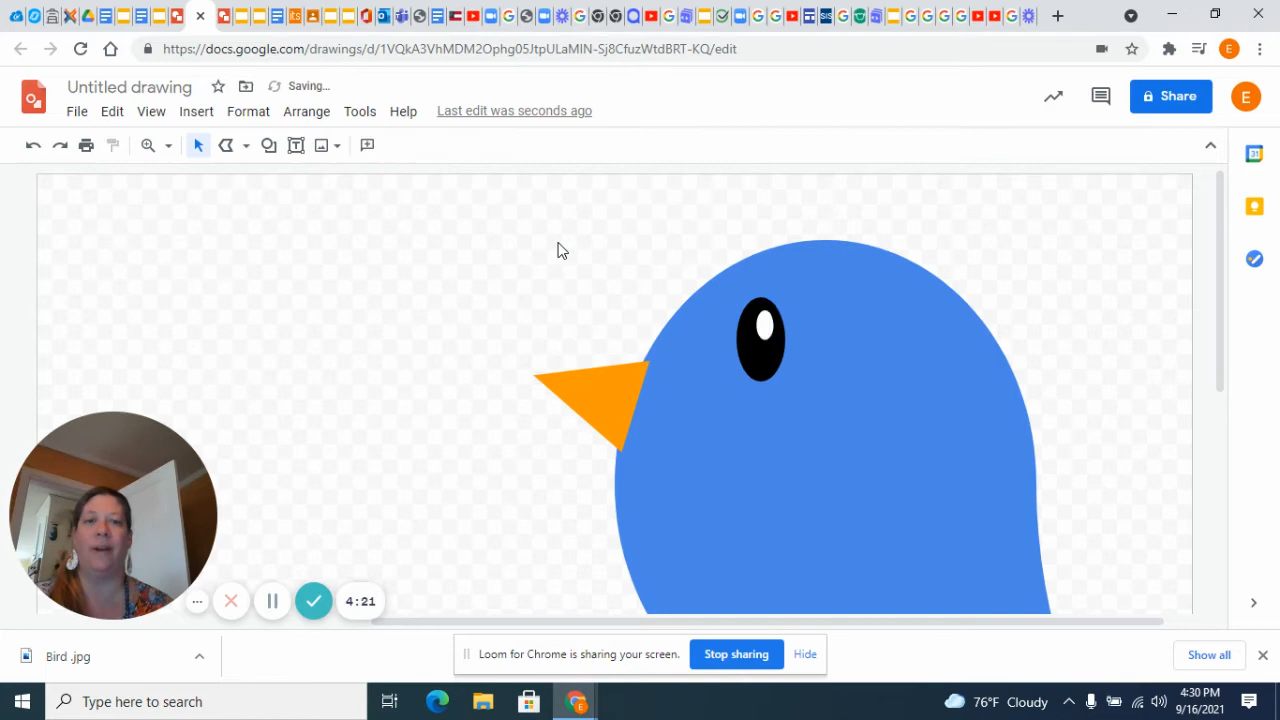 https://docs.google.com/drawings/d/1VQkA3VhMDM2Ophg05JtpULaMIN-Sj8CfuzWtdBRT-KQ/edit
Untitled drawing
Saving...
File Edit View Insert Format Arrange Tools Help Last edit was seconds ago
Share
E
E
4:21
Bird .jpg
Loom for Chrome is sharing your screen. Stop sharing Hide
Show all
Type here to search
76°F Cloudy
4:30 PM
9/16/2021